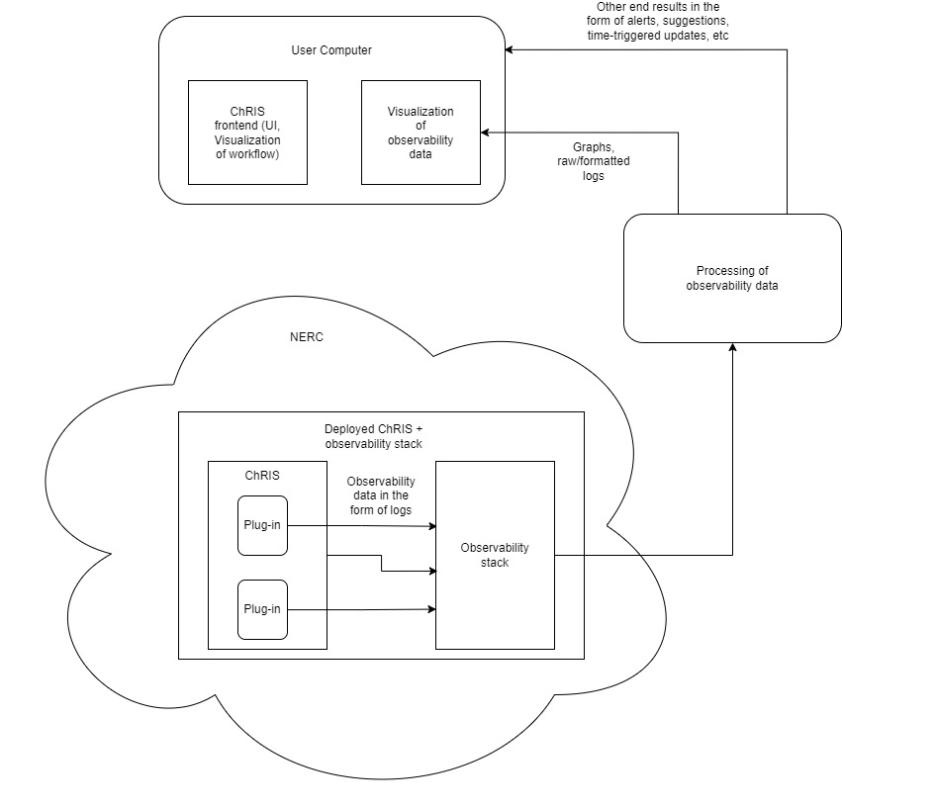 Other end results in the
form of alerts, suggestions,
time-triggered updates, etc
User Computer
ChRIS
frontend (UI,
Visualization
of workflow)
Visualization
of
observability
data
Graphs,
raw/formatted
logs
Processing of
observability data
NERC
Deployed ChRIS +
observability stack
ChRIS
Observability
data in the
form of logs
Plug-in
Observability
stack
Plug-in